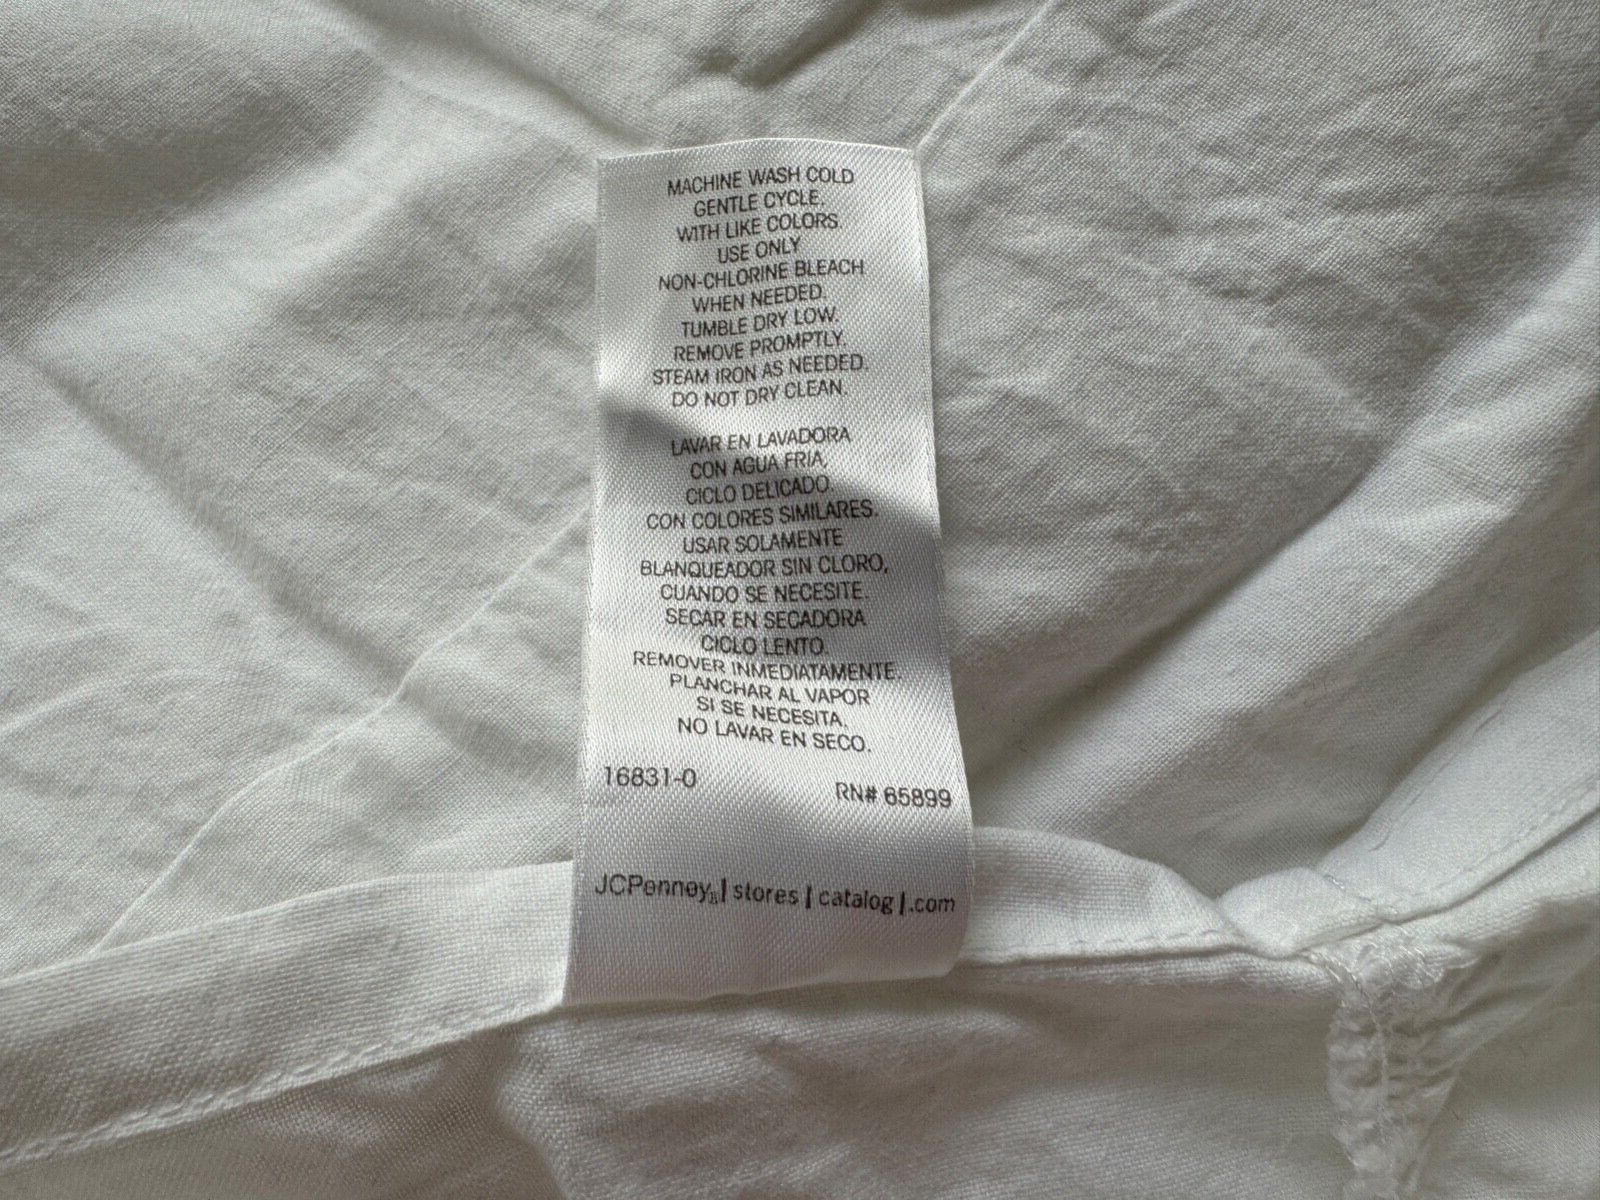 MACHINE WASH COLD
GENTLE CYCLE,
WITH LIKE COLORS.
USE ONLY
NON-CHLORINE BLEACH
WHEN NEEDED.
TUMBLE DRY LOW.
REMOVE PROMPTLY.
STEAM IRON AS NEEDED.
DO NOT DRY CLEAN.
LAVAR EN LAVADORA
CON AGUA FRIA,
CICLO DELICADO.
CON COLORES SIMILARES.
USAR SOLAMENTE
BLANQUEADOR SIN CLORO,
CUANDO SE NECESITE.
SECAR EN SECADORA
CICLO LENTO.
REMOVER INMEDIATAMENTE.
PLANCHAR AL VAPOR
SI SE NECESITA.
NO LAVAR EN SECO.
16831-0 RN# 65899
JCPenney® | stores | catalog | .com